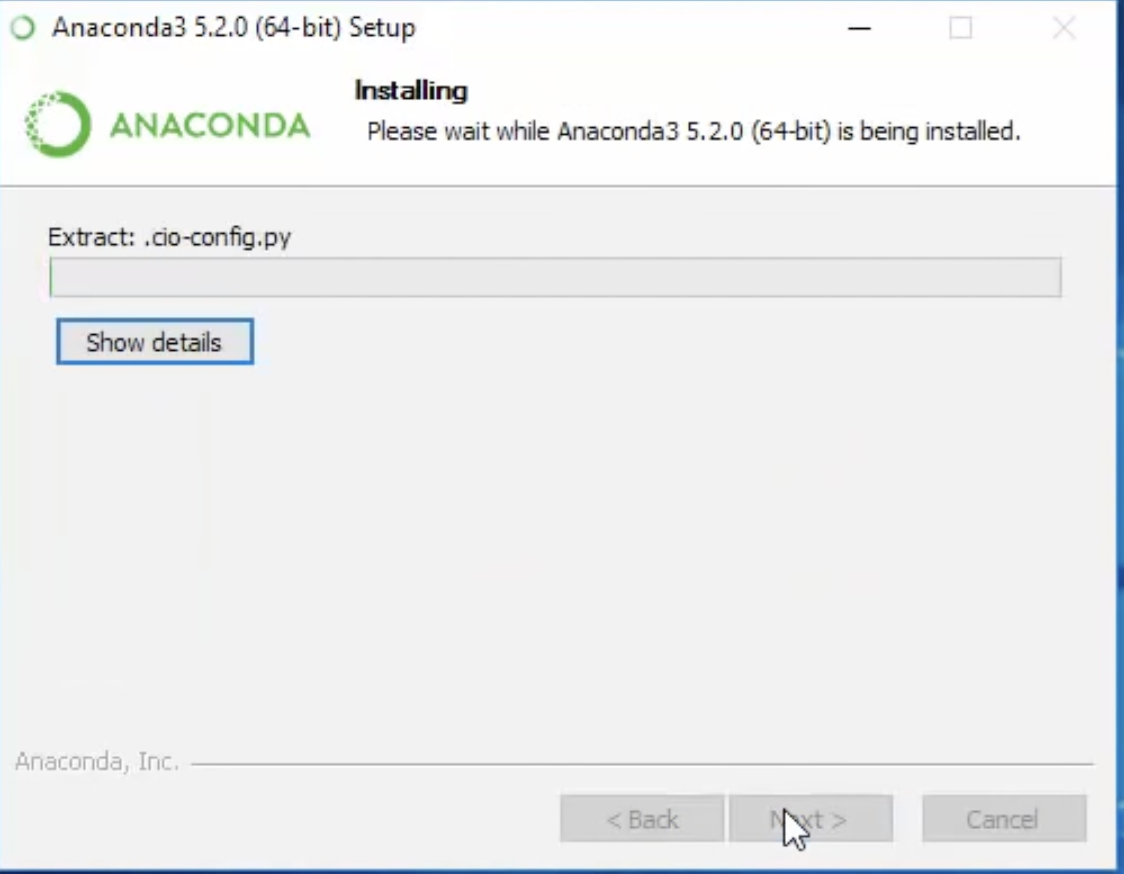 Anaconda3 5.2.0 (64-bit) Setup
ANACONDA
Installing
Please wait while Anaconda3 5.2.0 (64-bit) is being installed.
Extract: .cio-config.py
Show details
Anaconda, Inc.
< Back
Next >
Cancel